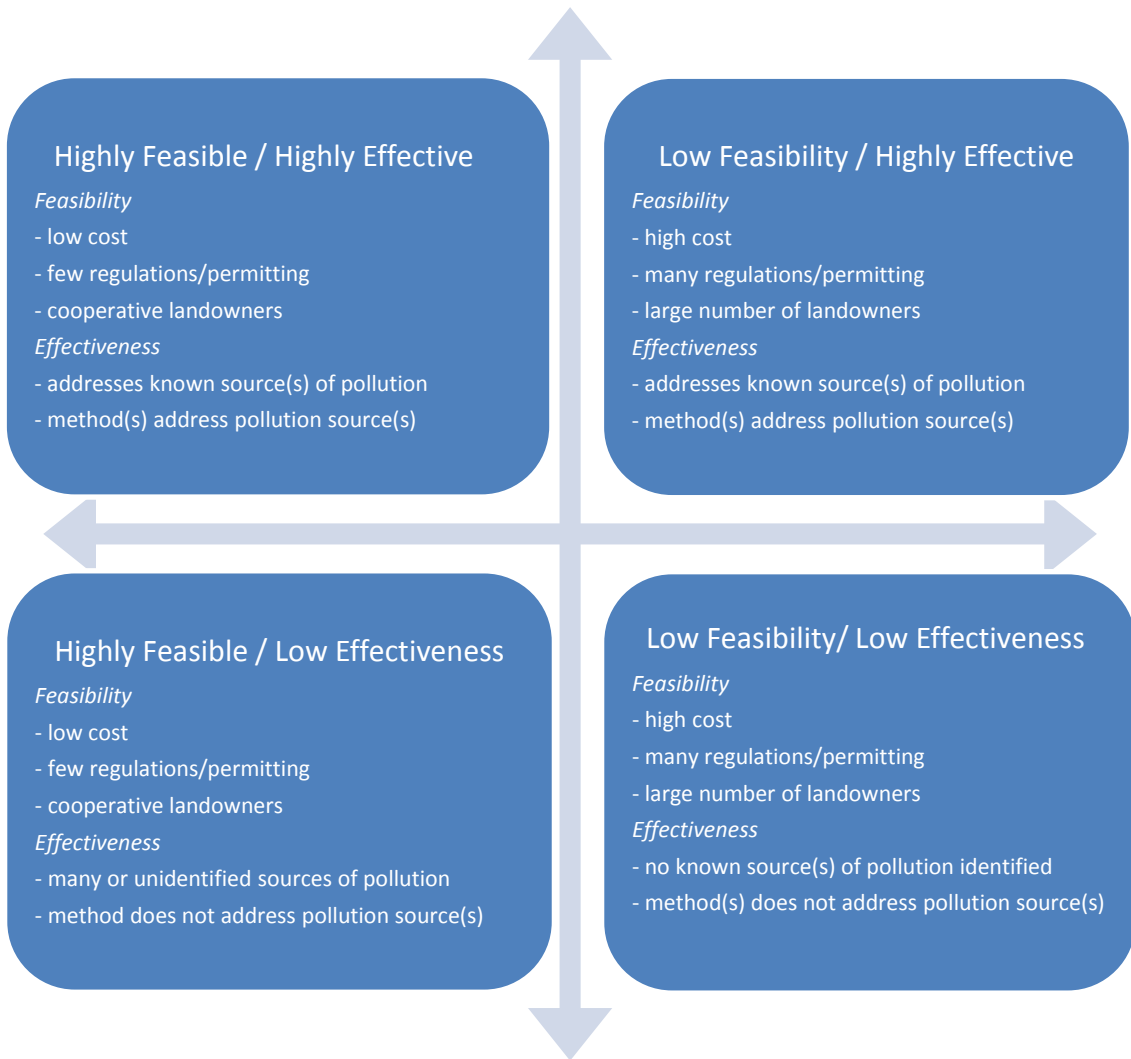 Highly Feasible / Highly Effective
Feasibility
- low cost
- few regulations/permitting
- cooperative landowners
Effectiveness
- addresses known source(s) of pollution
- method(s) address pollution source(s)
Low Feasibility / Highly Effective
Feasibility
- high cost
- many regulations/permitting
- large number of landowners
Effectiveness
- addresses known source(s) of pollution
- method(s) address pollution source(s)
Highly Feasible / Low Effectiveness
Feasibility
- low cost
- few regulations/permitting
- cooperative landowners
Effectiveness
- many or unidentified sources of pollution
- method does not address pollution source(s)
Low Feasibility/ Low Effectiveness
Feasibility
- high cost
- many regulations/permitting
- large number of landowners
Effectiveness
- no known source(s) of pollution identified
- method(s) does not address pollution source(s)